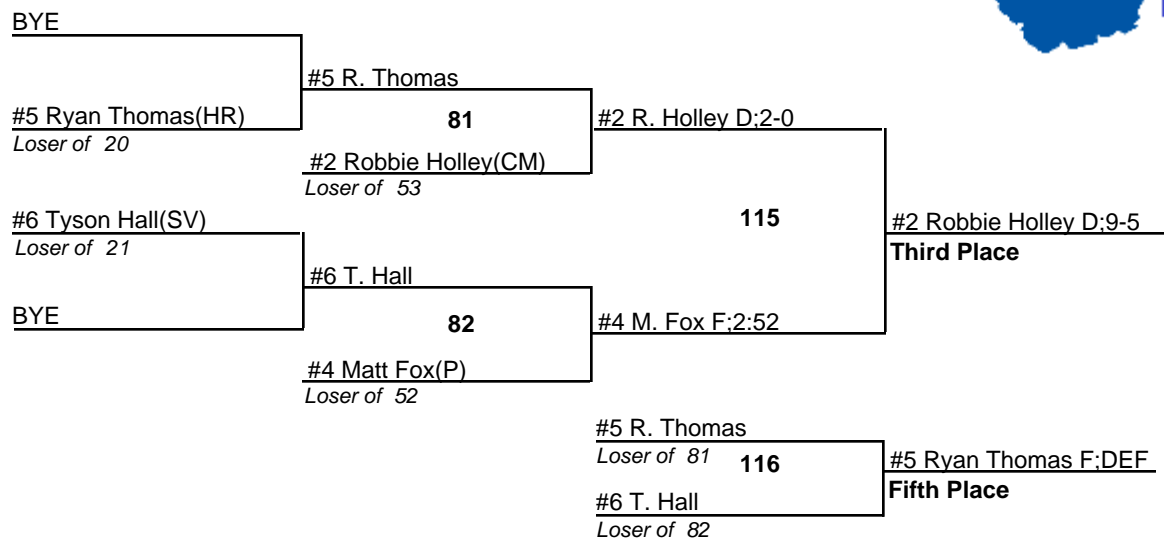 BYE
#5 R. Thomas
#5 Ryan Thomas(HR)
Loser of 20
81
#2 R. Holley D;2-0
#2 Robbie Holley(CM)
Loser of 53
#6 Tyson Hall(SV)
Loser of 21
115
#2 Robbie Holley D;9-5
Third Place
#6 T. Hall
BYE
82
#4 M. Fox F;2:52
#4 Matt Fox(P)
Loser of 52
#5 R. Thomas
Loser of 81
116
#5 Ryan Thomas F;DEF
Fifth Place
#6 T. Hall
Loser of 82